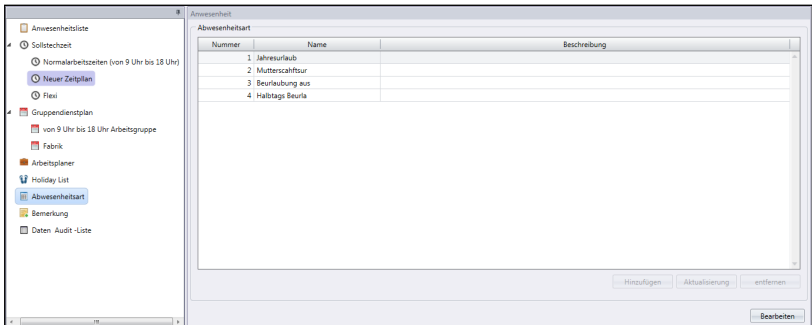 Anwesenheit
Anwesenheitsliste
Sollstechzeit
Normalarbeitszeiten (von 9 Uhr bis 18 Uhr)
Neuer Zeitpllan
Flexi
Gruppendienstplan
von 9 Uhr bis 18 Uhr Arbeitsgruppe
Fabrik
Arbeitsplaner
Holiday List
Abwesenheitsart
Bemerkung
Daten Audit -Liste
Abwesenheitsart
Nummer Name Beschreibung
1 Jahresurlaub
2 Mutterscahftsur
3 Beurlaubung aus
4 Halbtags Beurla
Hinzufügen Aktualisierung entfernen
Bearbeiten